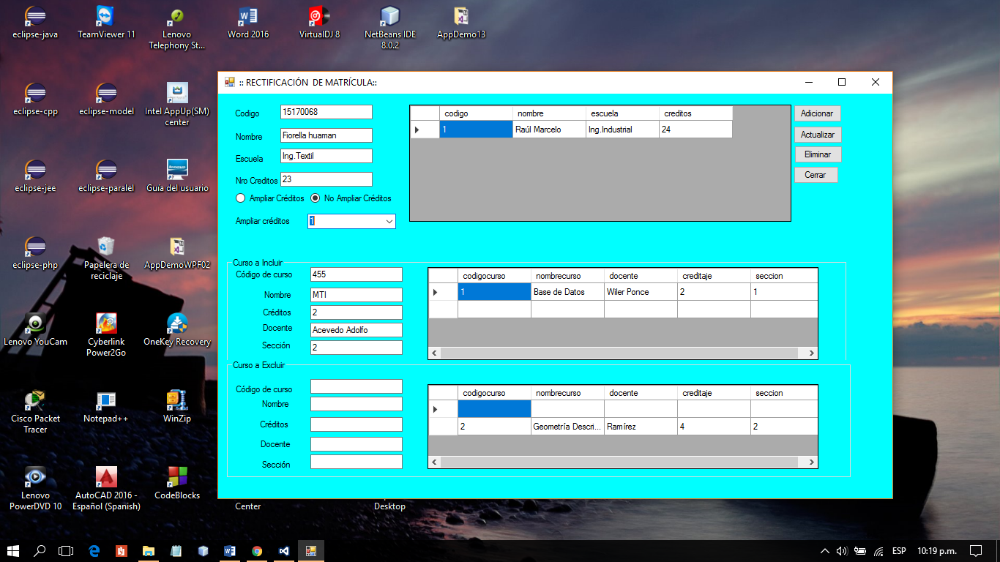 eclipse-java
TeamViewer 11
Lenovo
Telephony St...
Word 2016
VirtualDJ 8
NetBeans IDE
8.0.2
AppDemo13
eclipse-cpp
eclipse-model
Intel AppUp(SM)
center
eclipse-jee
eclipse-paralel
Guia del usuario
eclipse-php
Papelera de
reciclaje
AppDemoWPF02
Lenovo YouCam
Cyberlink
Power2Go
OneKey Recovery
Cisco Packet
Tracer
Notepad++
WinZip
Lenovo
PowerDVD 10
AutoCAD 2016 -
Español (Spanish)
CodeBlocks
Center
Desktop
:: RECTIFICACIÓN DE MATRÍCULA::
Codigo 15170068
Nombre Fiorella huaman
Escuela Ing.Textil
Nro Creditos 23
Ampliar Créditos No Ampliar Créditos
Ampliar créditos 1
codigo nombre escuela creditos
1 Raúl Marcelo Ing.Industrial 24
Adicionar
Actualizar
Eliminar
Cerrar
Curso a Incluir
Código de curso 455
Nombre MTI
Créditos 2
Docente Acevedo Adolfo
Sección 2
codigocurso nombrecurso docente creditaje seccion
1 Base de Datos Wiler Ponce 2 1
Curso a Excluir
Código de curso
Nombre
Créditos
Docente
Sección
codigocurso nombrecurso docente creditaje seccion
2 Geometría Descri... Ramírez 4 2
ESP 10:19 p.m.